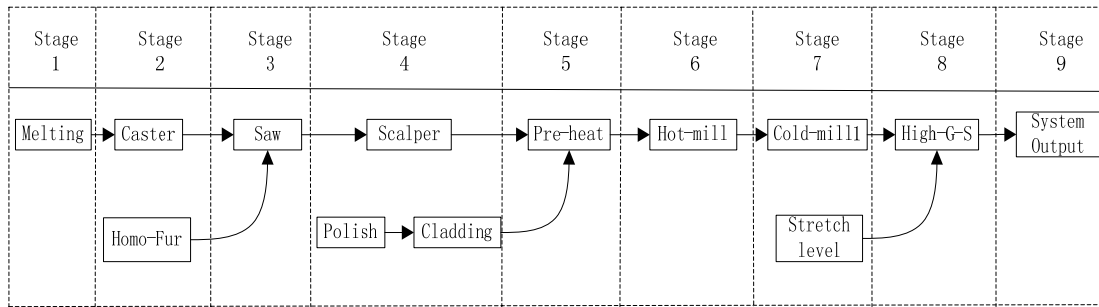 Stage 1
Stage 2
Stage 3
Stage 4
Stage 5
Stage 6
Stage 7
Stage 8
Stage 9
Melting
Caster
Saw
Scalper
Pre-heat
Hot-mill
Cold-mill1
High-G-S
System
Output
Homo-Fur
Polish
Cladding
Stretch
level